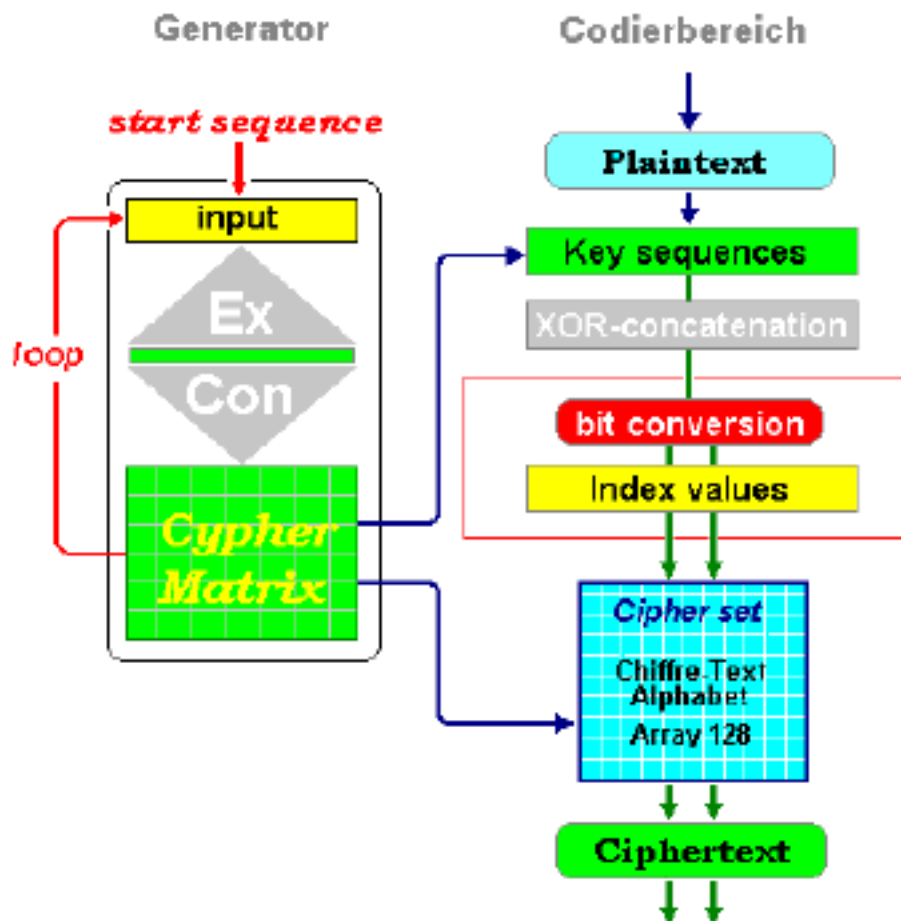 Generator
Codierbereich
start sequence
Plaintext
input
Key sequences
Ex
XOR-concatenation
loop
Con
bit conversion
Index values
Cypher
Matrix
Cipher set
Chiffre-Text
Alphabet
Array 128
Ciphertext